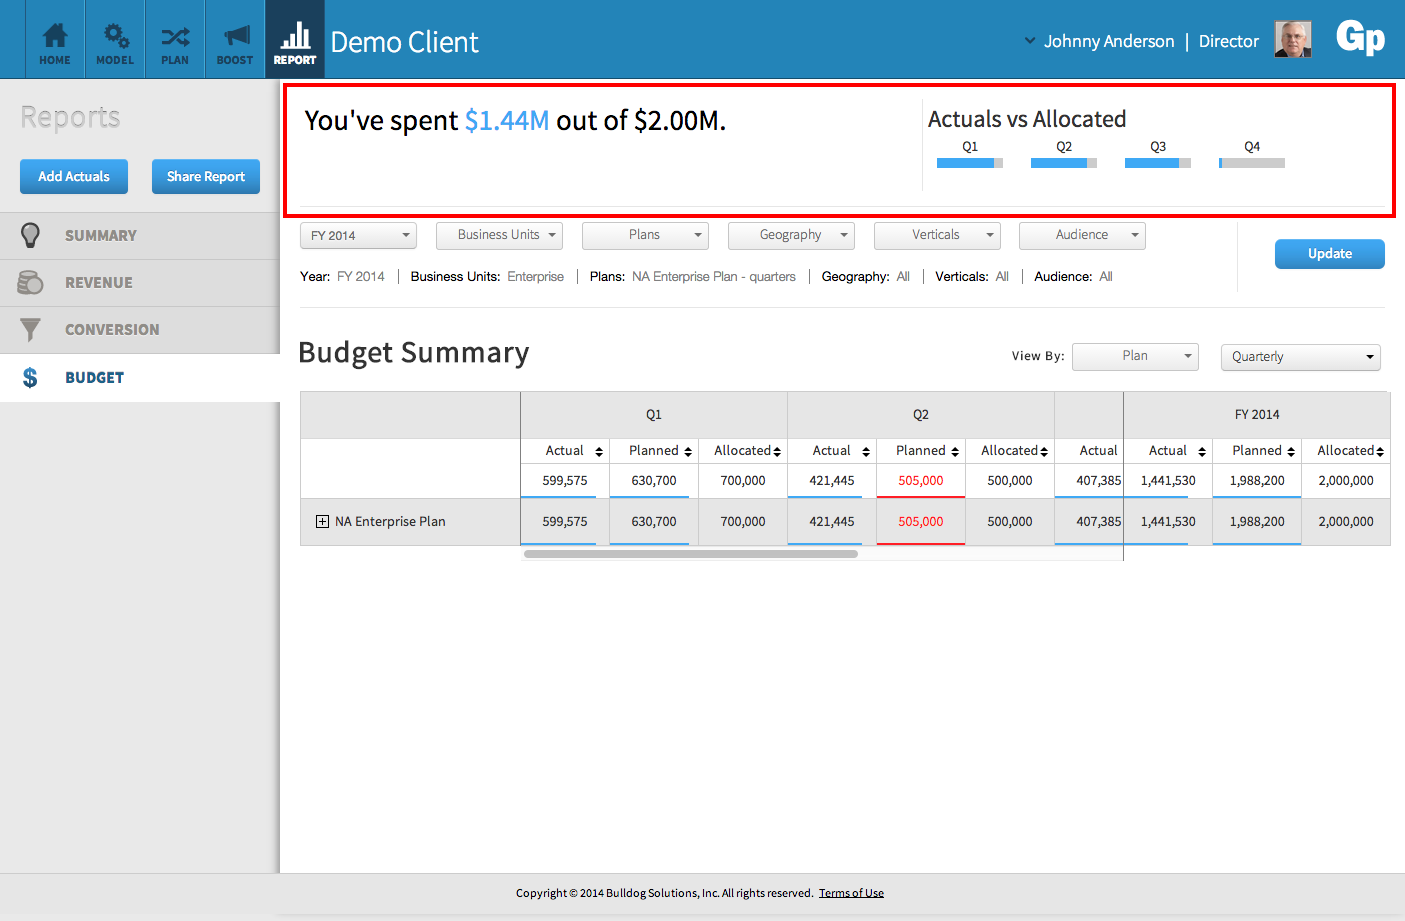 HOME
MODEL
PLAN
BOOST
REPORT
Demo Client
Johnny Anderson | Director
Gp
Reports
Add Actuals
Share Report
SUMMARY
REVENUE
CONVERSION
$ BUDGET
You've spent $1.44M out of $2.00M.
Actuals vs Allocated
Q1 Q2 Q3 Q4
FY 2014 Business Units Plans Geography Verticals Audience
Update
Year: FY 2014 | Business Units: Enterprise | Plans: NA Enterprise Plan - quarters | Geography: All | Verticals: All | Audience: All
Budget Summary
View By: Plan Quarterly
Q1 Q2 FY 2014
Actual Planned Allocated Actual Planned Allocated Actual Actual Planned Allocated
599,575 630,700 700,000 421,445 505,000 500,000 407,385 1,441,530 1,988,200 2,000,000
NA Enterprise Plan 599,575 630,700 700,000 421,445 505,000 500,000 407,385 1,441,530 1,988,200 2,000,000
Copyright © 2014 Bulldog Solutions, Inc. All rights reserved. Terms of Use